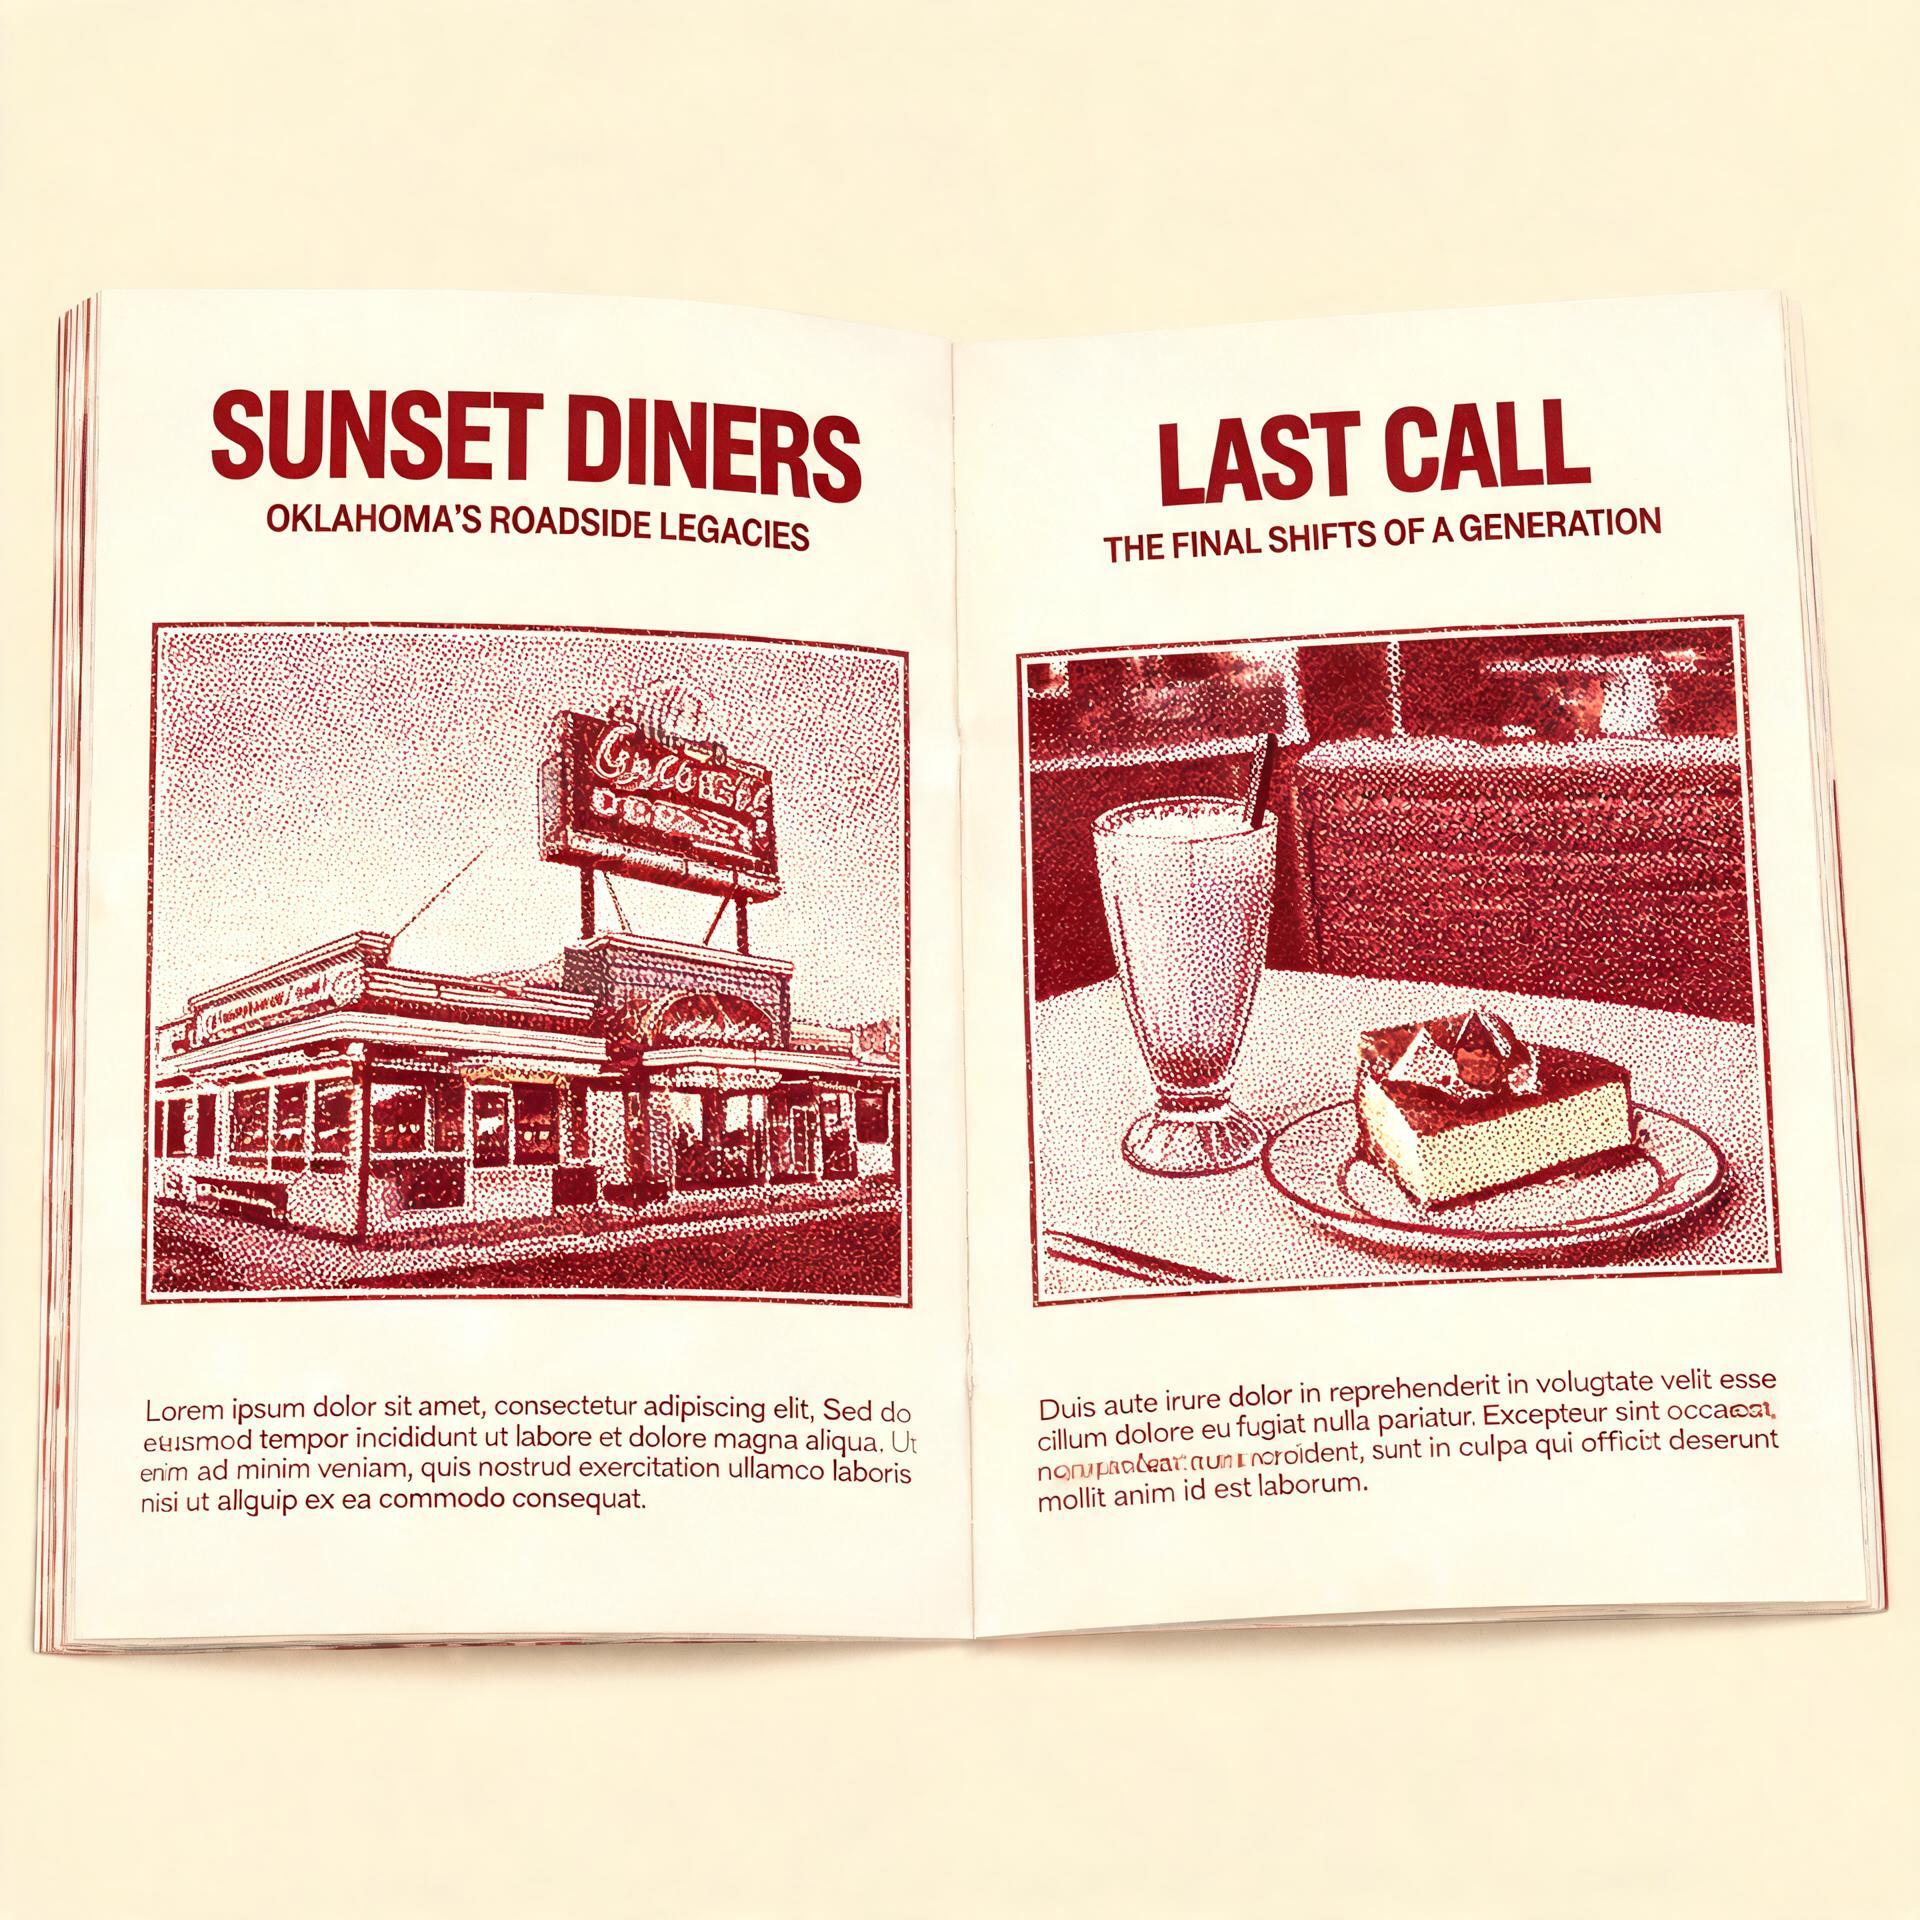 SUNSET DINERS
OKLAHOMA'S ROADSIDE LEGACIES
Lorem ipsum dolor sit amet, consectetur adipiscing elit, Sed do
euismod tempor incididunt ut labore et dolore magna aliqua. Ut
enim ad minim veniam, quis nostrud exercitation ullamco laboris
nisi ut allguip ex ea commodo consequat.
LAST CALL
THE FINAL SHIFTS OF A GENERATION
Duis aute irure dolor in reprehenderit in volugtate velit esse
cillum dolore eu fugiat nulla pariatur. Excepteur sint
sunt in culpa qui officit deserunt
mollit anim id est laborum.